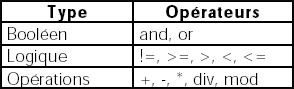 Type Opérateurs
Booléen and, or
Logique !=, >=, >, <, <=
Opérations +, -, *, div, mod